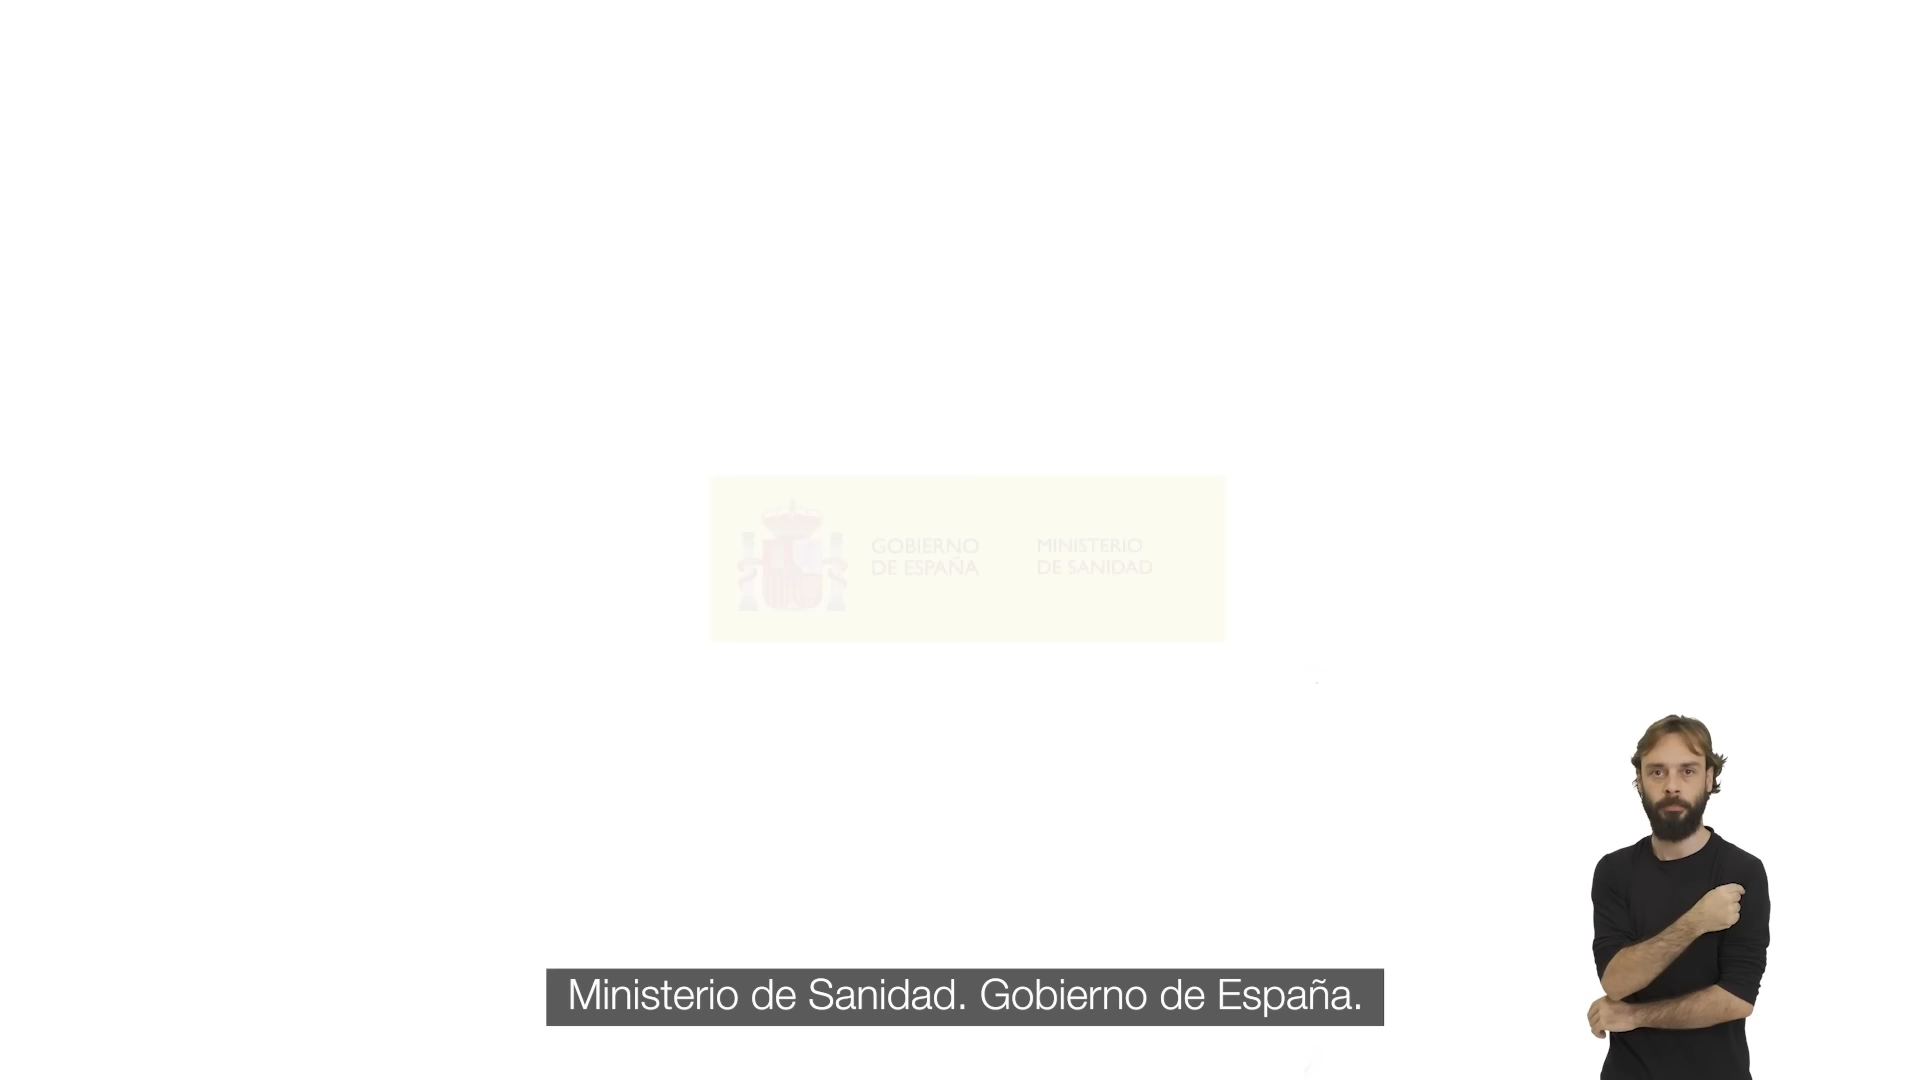 GOBIERNO
DE ESPAÑA
MINISTERIO
DE SANIDAD
Ministerio de Sanidad. Gobierno de España.